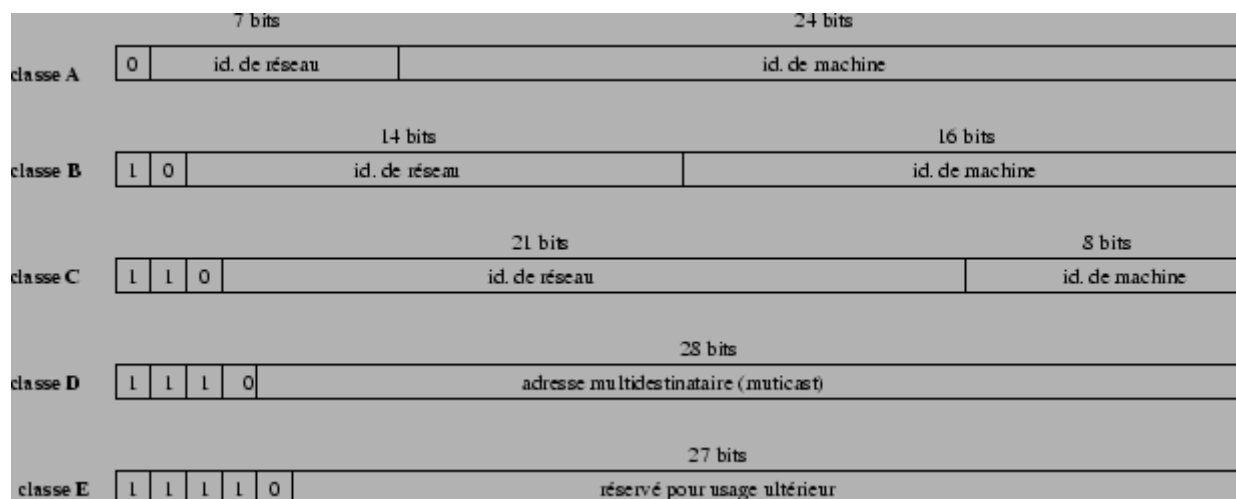 7 bits 24 bits
classe A 0 id. de réseau id. de machine
14 bits 16 bits
classe B 1 0 id. de réseau id. de machine
21 bits 8 bits
classe C 1 1 0 id. de réseau id. de machine
28 bits
classe D 1 1 1 0 adresse multidestinataire (muticast)
27 bits
classe E 1 1 1 1 0 réservé pour usage ultérieur